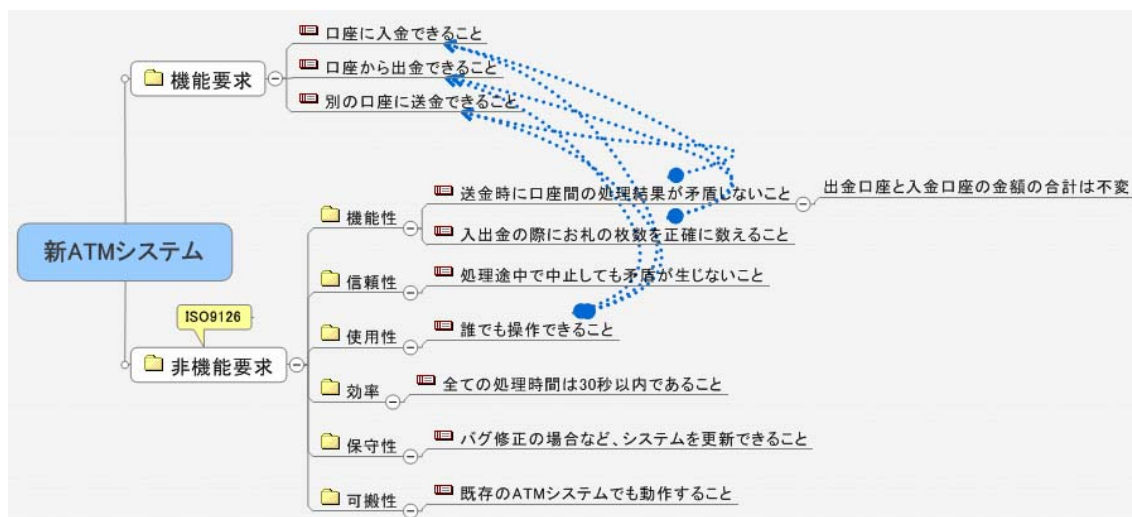 口座に入金できること
口座から出金できること
機能要求
別の口座に送金できること
送金時に口座間の処理結果が矛盾しないこと
出金口座と入金口座の金額の合計は不変
機能性
入出金の際にお札の枚数を正確に数えること
新ATMシステム
信頼性
処理途中で中止しても矛盾が生じないこと
ISO9126
使用性
誰でも操作できること
非機能要求
効率
全ての処理時間は30秒以内であること
保守性
バグ修正の場合など、システムを更新できること
可搬性
既存のATMシステムでも動作すること